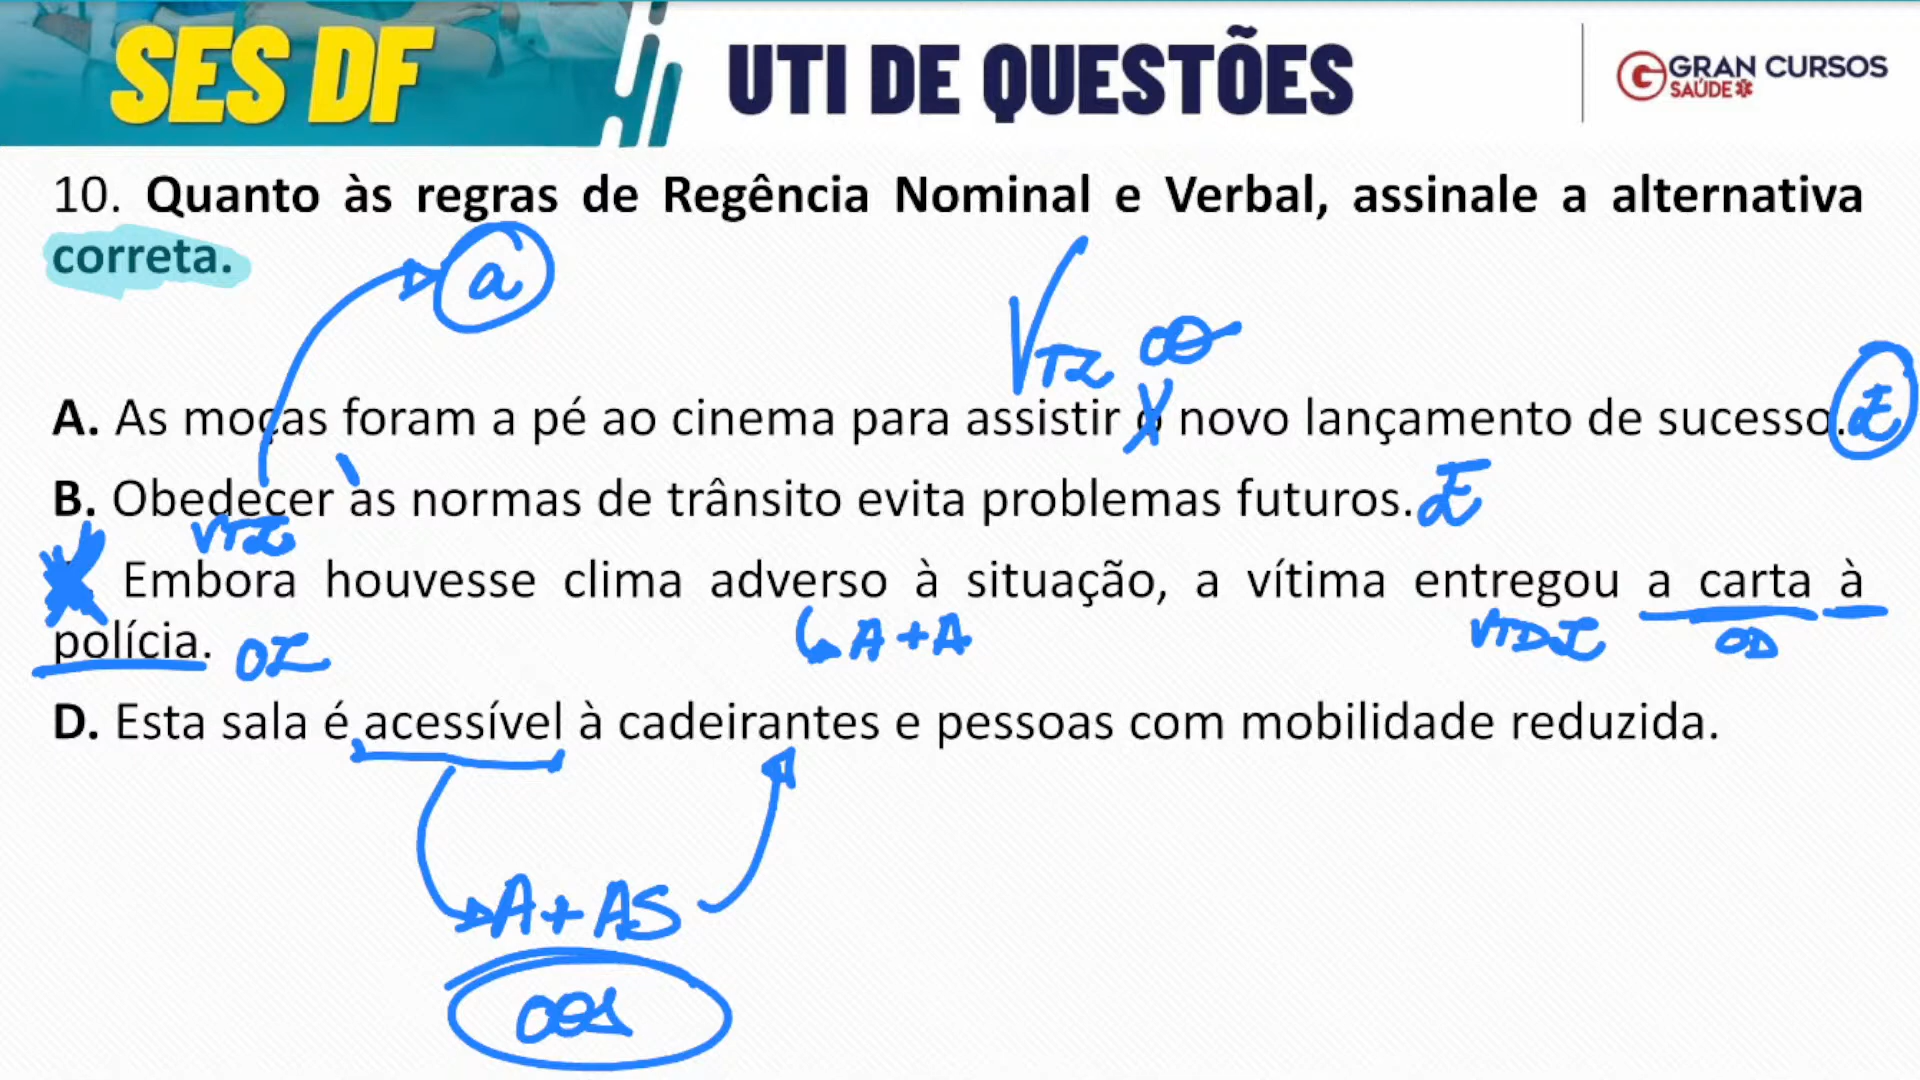 SES DF
UTI DE QUESTÕES
GRAN CURSOS
SAÚDE
10. Quanto às regras de Regência Nominal e Verbal, assinale a alternativa
correta.
a
VTI ao
A. As moças foram a pé ao cinema para assistir o novo lançamento de sucesso. E
B. Obedecer as normas de trânsito evita problemas futuros. E
VTI
Embora houvesse clima adverso à situação, a vítima entregou a carta à
A+A VTDI OD
polícia. OI
D. Esta sala é acessível à cadeirantes e pessoas com mobilidade reduzida.
A+AS
aos